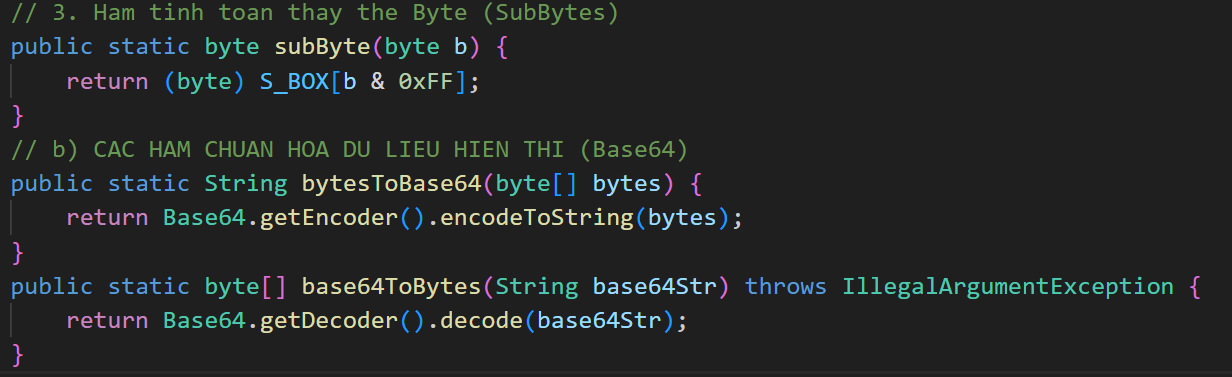 // 3. Ham tinh toan thay the Byte (SubBytes)
public static byte subByte(byte b) {
    return (byte) S_BOX[b & 0xFF];
}
// b) CAC HAM CHUAN HOA DU LIEU HIEN THI (Base64)
public static String bytesToBase64(byte[] bytes) {
    return Base64.getEncoder().encodeToString(bytes);
}
public static byte[] base64ToBytes(String base64Str) throws IllegalArgumentException {
    return Base64.getDecoder().decode(base64Str);
}